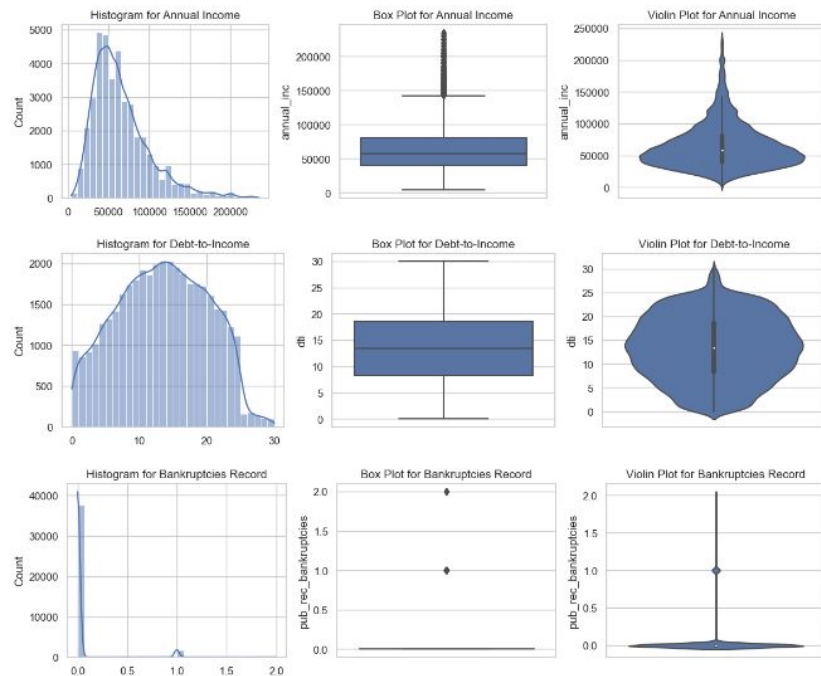 Histogram for Annual Income
5000
4000
3000
2000
1000
0
Count
0 50000 100000 150000 200000
Box Plot for Annual Income
200000
150000
100000
50000
0
annual_inc
Violin Plot for Annual Income
250000
200000
150000
100000
50000
0
annual_inc
Histogram for Debt-to-Income
2000
1500
1000
500
0
Count
0 10 20 30
Box Plot for Debt-to-Income
30
25
20
15
10
5
0
dti
Violin Plot for Debt-to-Income
30
25
20
15
10
5
0
dti
Histogram for Bankruptcies Record
40000
30000
20000
10000
0
Count
0.0 0.5 1.0 1.5 2.0
Box Plot for Bankruptcies Record
2.0
1.5
1.0
0.5
0.0
pub_rec_bankruptcies
Violin Plot for Bankruptcies Record
2.0
1.5
1.0
0.5
0.0
pub_rec_bankruptcies